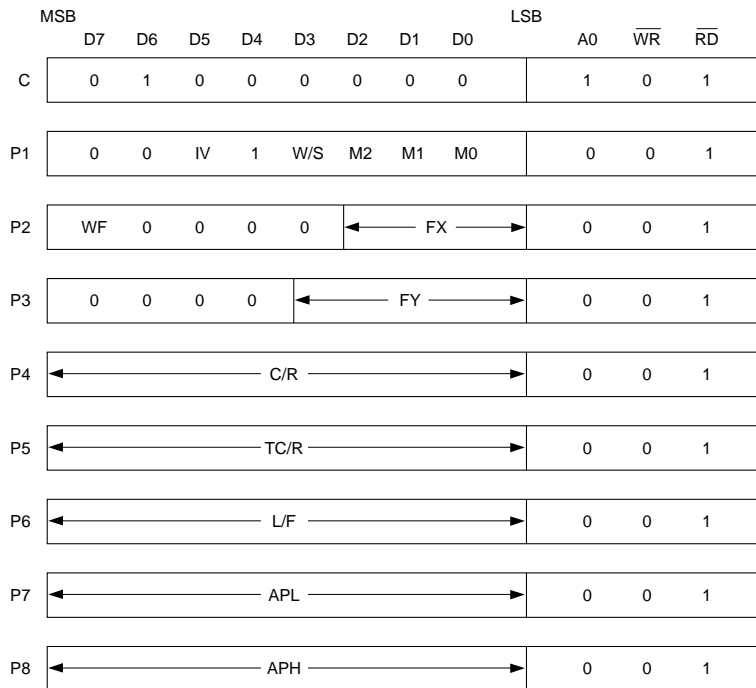 MSB LSB
D7 D6 D5 D4 D3 D2 D1 D0 A0 W̅R̅ R̅D̅
C 0 1 0 0 0 0 0 0 1 0 1
P1 0 0 IV 1 W/S M2 M1 M0 0 0 1
P2 WF 0 0 0 0 FX 0 0 1
P3 0 0 0 0 FY 0 0 1
P4 C/R 0 0 1
P5 TC/R 0 0 1
P6 L/F 0 0 1
P7 APL 0 0 1
P8 APH 0 0 1